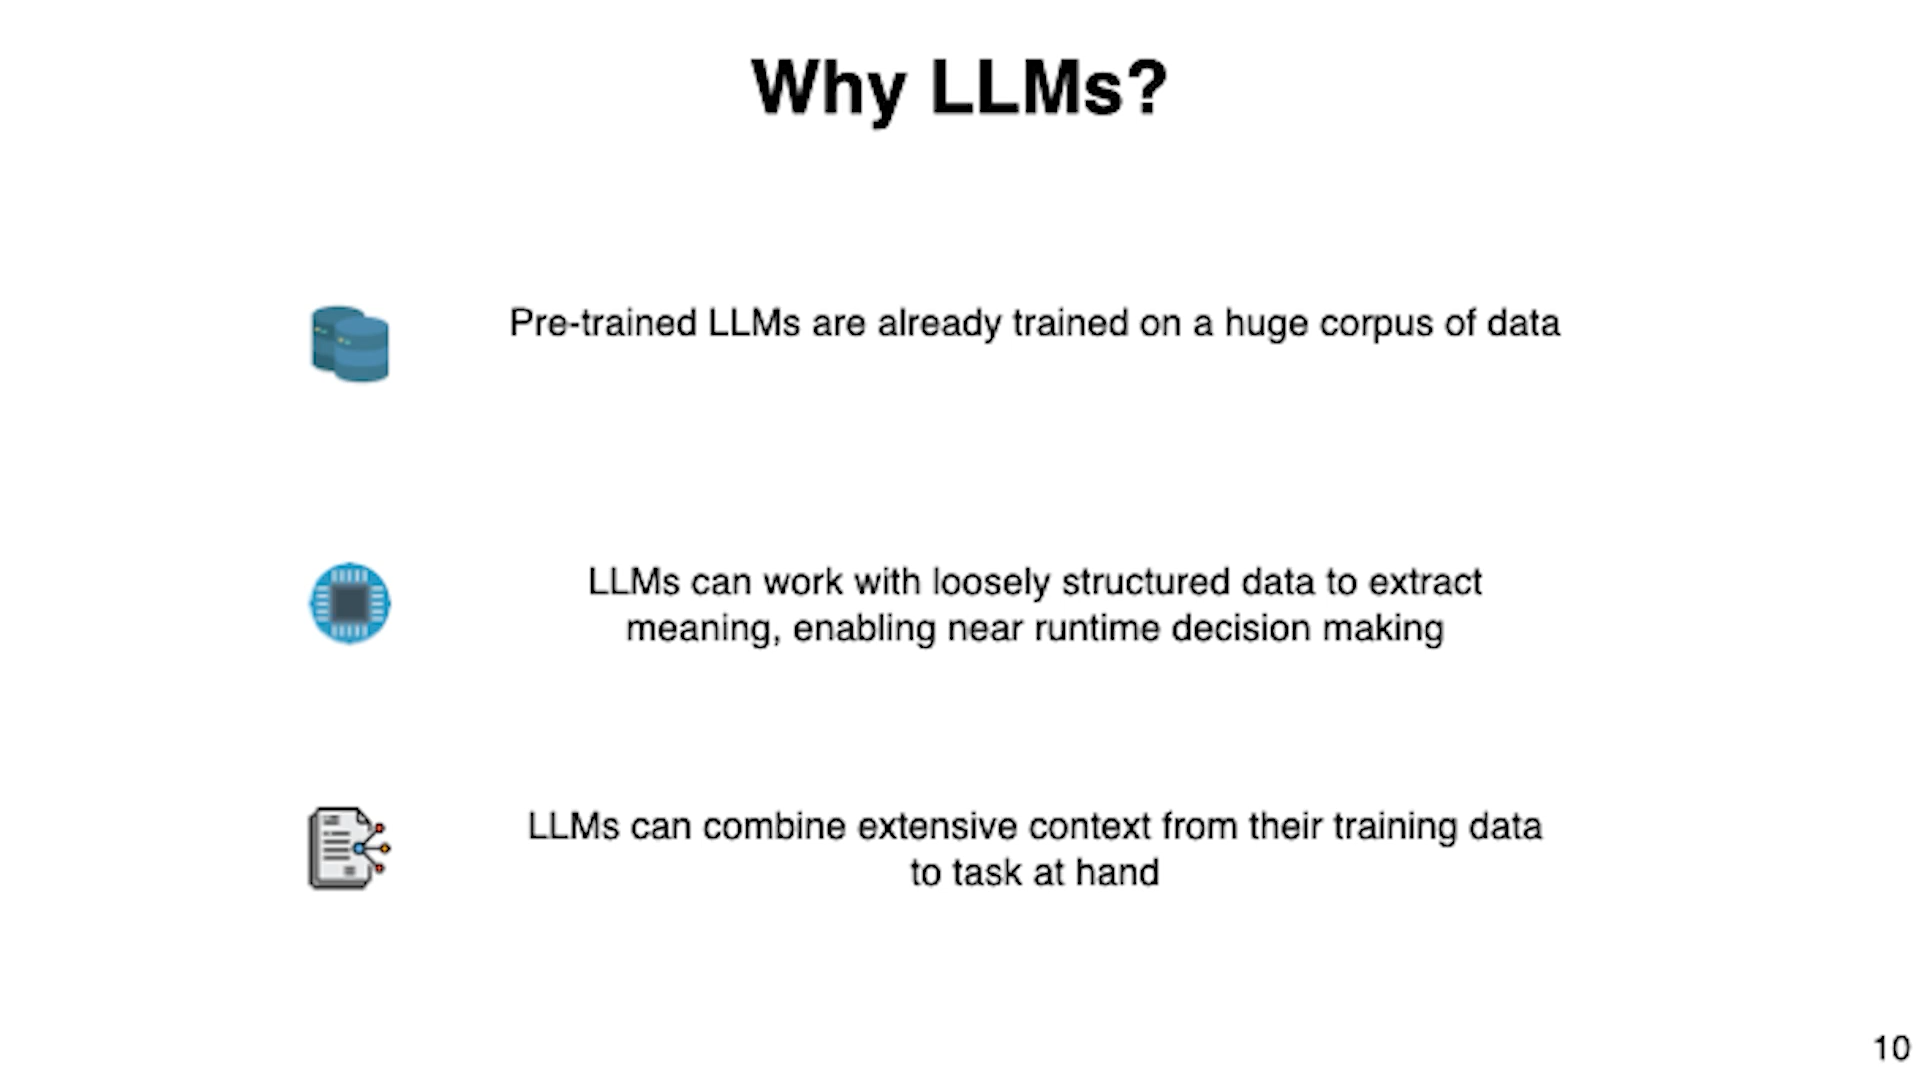 Why LLMs?
Pre-trained LLMs are already trained on a huge corpus of data
LLMs can work with loosely structured data to extract
meaning, enabling near runtime decision making
LLMs can combine extensive context from their training data
to task at hand
10